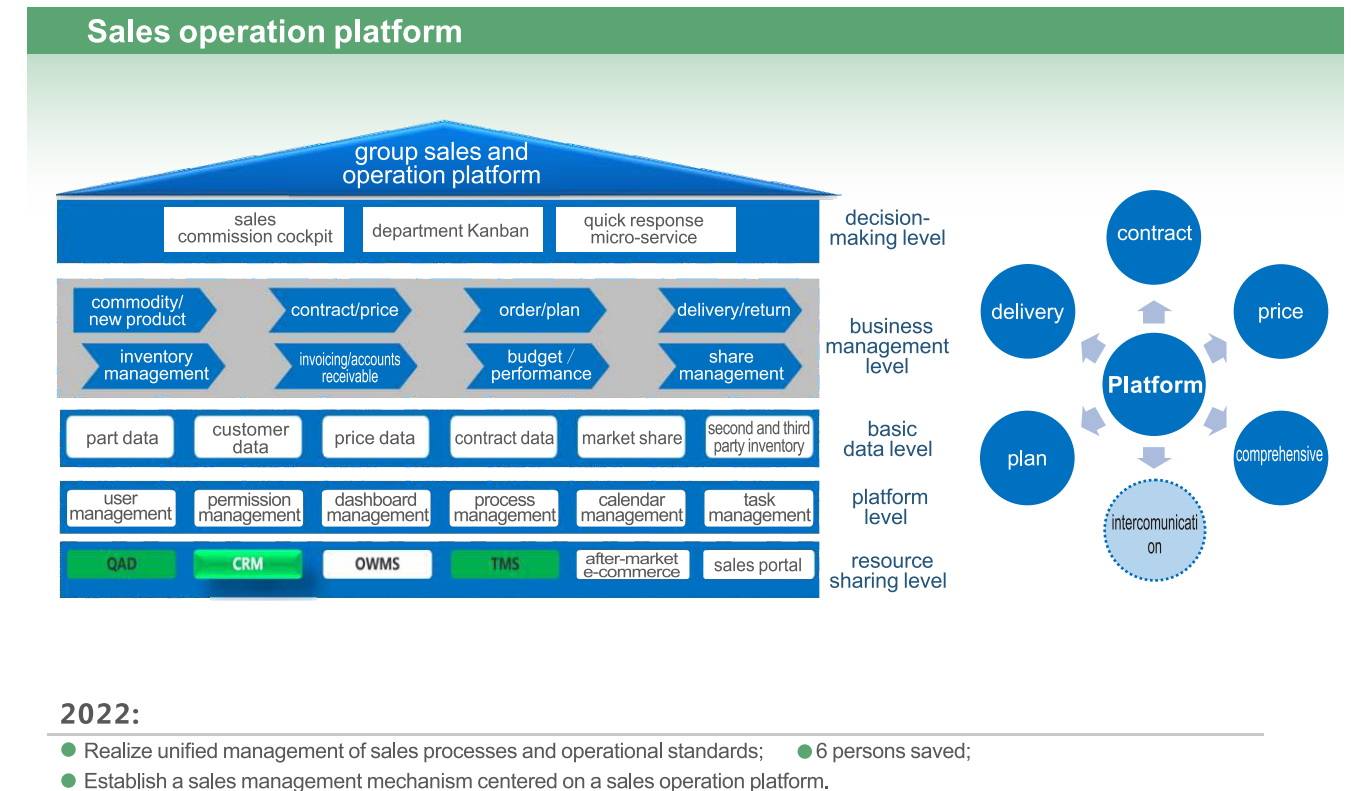 Sales operation platform
group sales and
operation platform
sales
commission cockpit
department Kanban
quick response
micro-service
decision-
making level
commodity/
new product
contract/price
order/plan
delivery/return
inventory
management
invoicing/accounts
receivable
budget /
performance
share
management
business
management
level
part data
customer
data
price data
contract data
market share
second and third
party inventory
basic
data level
user
management
permission
management
dashboard
management
process
management
calendar
management
task
management
platform
level
QAD
CRM
OWMS
TMS
after-market
e-commerce
sales portal
resource
sharing level
contract
delivery
price
Platform
plan
comprehensive
intercomunicati
on
2022:
Realize unified management of sales processes and operational standards;
6 persons saved;
Establish a sales management mechanism centered on a sales operation platform.